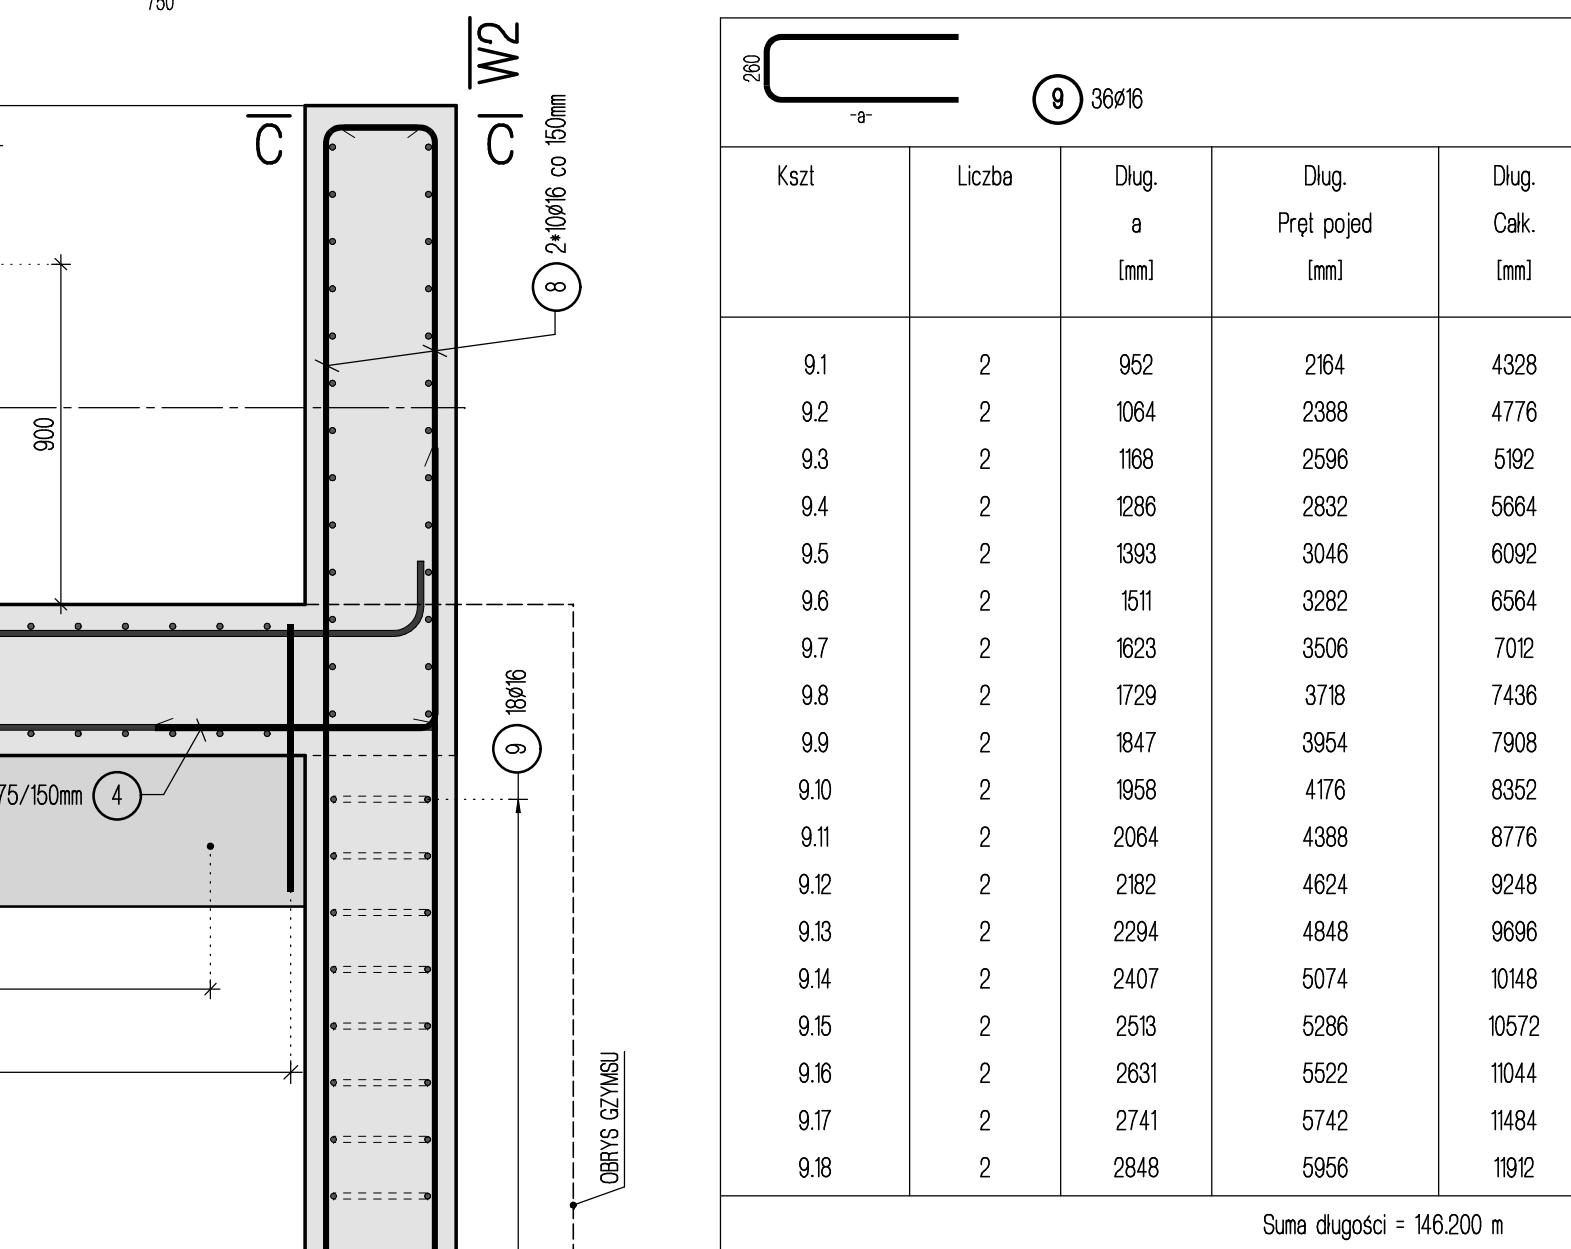 750
W2
C
C
2*10Ø16 co 150mm
8
900
18Ø16
9
75/150mm
4
OBRYS GZYMSU
260
-a-
9 36Ø16
Kszt Liczba Dług. Dług. Dług.
a Pręt pojed Całk.
[mm] [mm] [mm]
9.1 2 952 2164 4328
9.2 2 1064 2388 4776
9.3 2 1168 2596 5192
9.4 2 1286 2832 5664
9.5 2 1393 3046 6092
9.6 2 1511 3282 6564
9.7 2 1623 3506 7012
9.8 2 1729 3718 7436
9.9 2 1847 3954 7908
9.10 2 1958 4176 8352
9.11 2 2064 4388 8776
9.12 2 2182 4624 9248
9.13 2 2294 4848 9696
9.14 2 2407 5074 10148
9.15 2 2513 5286 10572
9.16 2 2631 5522 11044
9.17 2 2741 5742 11484
9.18 2 2848 5956 11912
Suma długości = 146.200 m